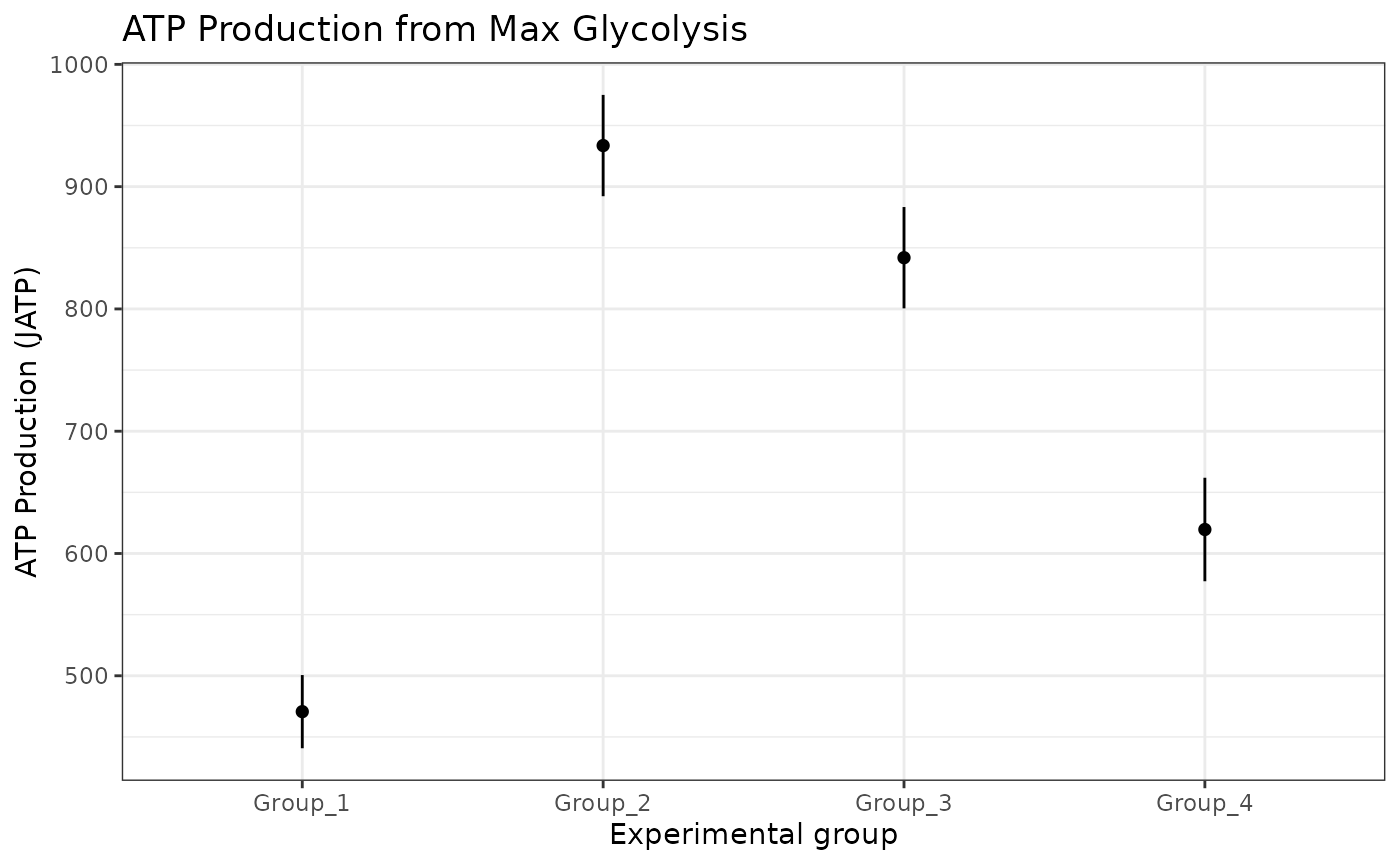 ATP Production from Max Glycolysis
ATP Production (JATP)
1000
900
800
700
600
500
Group_1 Group_2 Group_3 Group_4
Experimental group